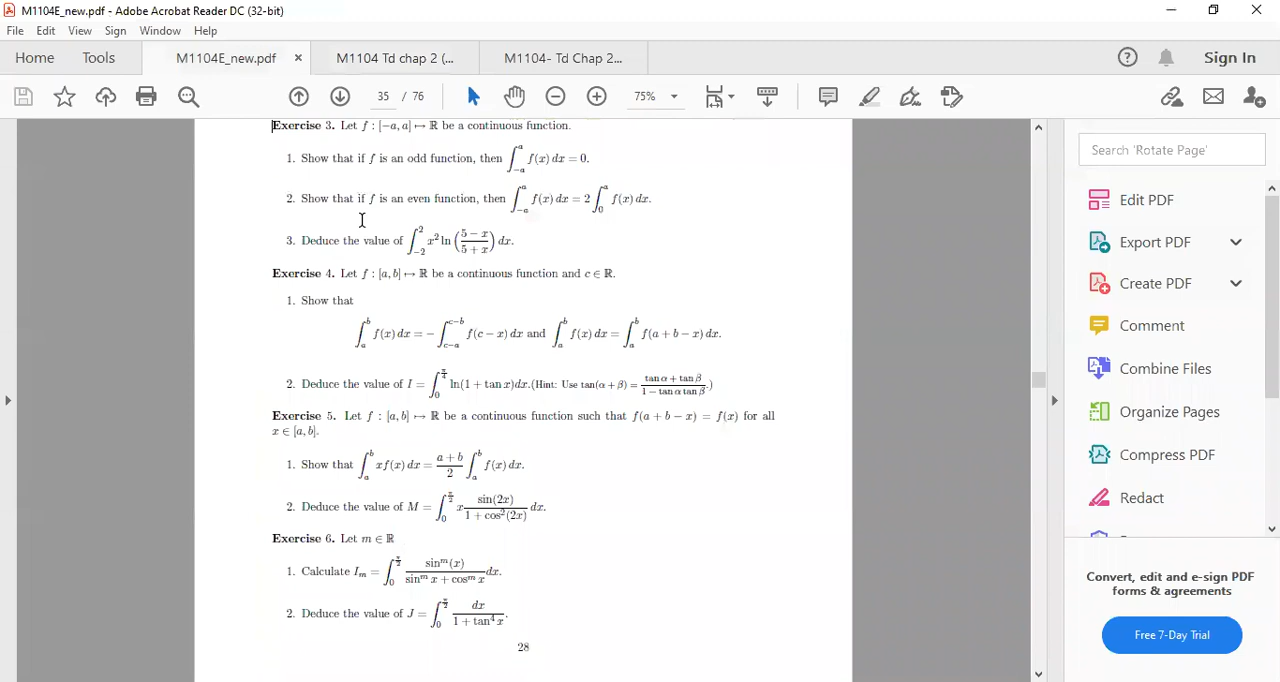 M1104E_new.pdf - Adobe Acrobat Reader DC (32-bit)
File Edit View Sign Window Help
Home Tools M1104E_new.pdf × M1104 Td chap 2 (... M1104- Td Chap 2... Sign In
35 / 76 75%
Exercise 3. Let f : [−a, a] ↦ ℝ be a continuous function.
1. Show that if f is an odd function, then ∫_{−a}^{a} f(x) dx = 0.
2. Show that if f is an even function, then ∫_{−a}^{a} f(x) dx = 2 ∫_{0}^{a} f(x) dx.
3. Deduce the value of ∫_{−2}^{2} x² ln((5 − x)/(5 + x)) dx.
Exercise 4. Let f : [a, b] ↦ ℝ be a continuous function and c ∈ ℝ.
1. Show that
∫_{a}^{b} f(x) dx = − ∫_{c−a}^{c−b} f(c − x) dx and ∫_{a}^{b} f(x) dx = ∫_{a}^{b} f(a + b − x) dx.
2. Deduce the value of I = ∫_{0}^{π/4} ln(1 + tan x)dx.(Hint: Use tan(α + β) = (tan α + tan β)/(1 − tan α tan β).)
Exercise 5. Let f : [a, b] ↦ ℝ be a continuous function such that f(a + b − x) = f(x) for all
x ∈ [a, b].
1. Show that ∫_{a}^{b} xf(x) dx = (a + b)/2 ∫_{a}^{b} f(x) dx.
2. Deduce the value of M = ∫_{0}^{π/2} x sin(2x)/(1 + cos²(2x)) dx.
Exercise 6. Let m ∈ ℝ
1. Calculate I_m = ∫_{0}^{π/2} sin^m(x)/(sin^m x + cos^m x) dx.
2. Deduce the value of J = ∫_{0}^{π/2} dx/(1 + tan⁴ x).
28
Search 'Rotate Page'
Edit PDF
Export PDF
Create PDF
Comment
Combine Files
Organize Pages
Compress PDF
Redact
Convert, edit and e-sign PDF
forms & agreements
Free 7-Day Trial